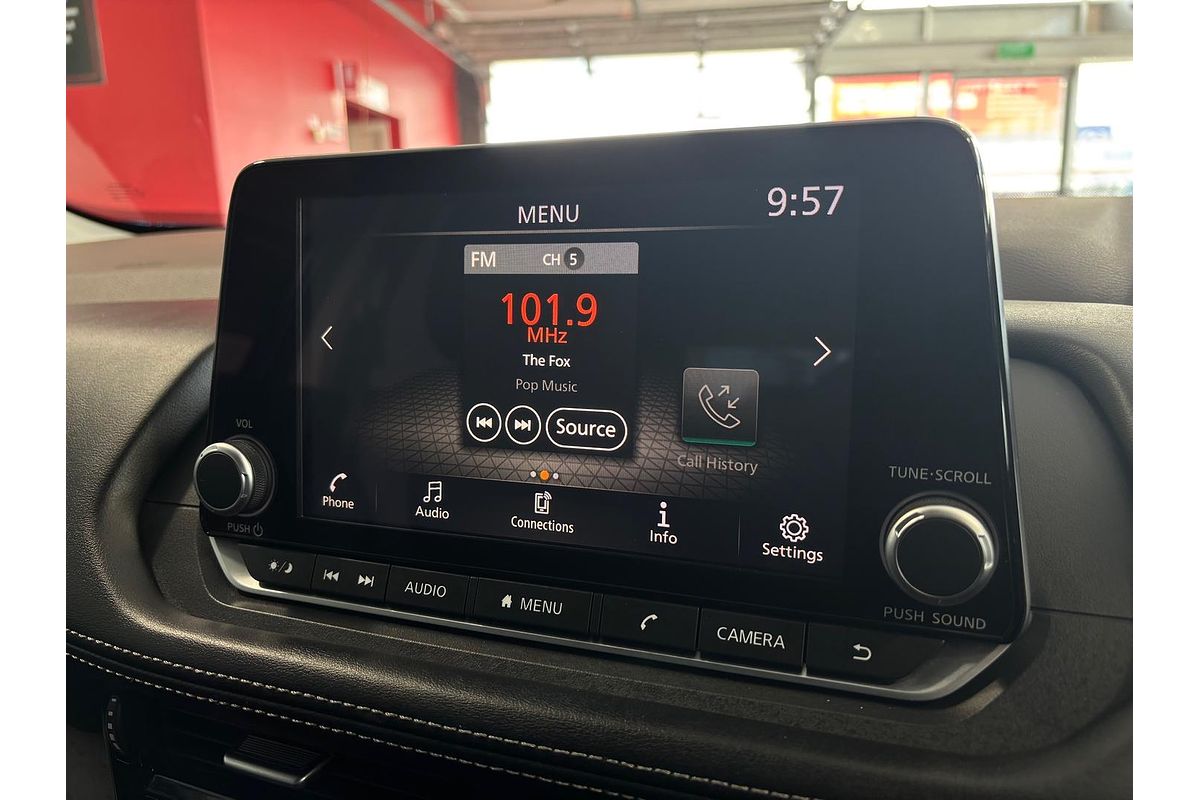 MENU
9:57
FM CH 5
101.9
MHz
The Fox
Pop Music
Source
Call History
Phone
Audio
Connections
Info
Settings
VOL
PUSH
TUNE·SCROLL
PUSH SOUND
AUDIO
MENU
CAMERA